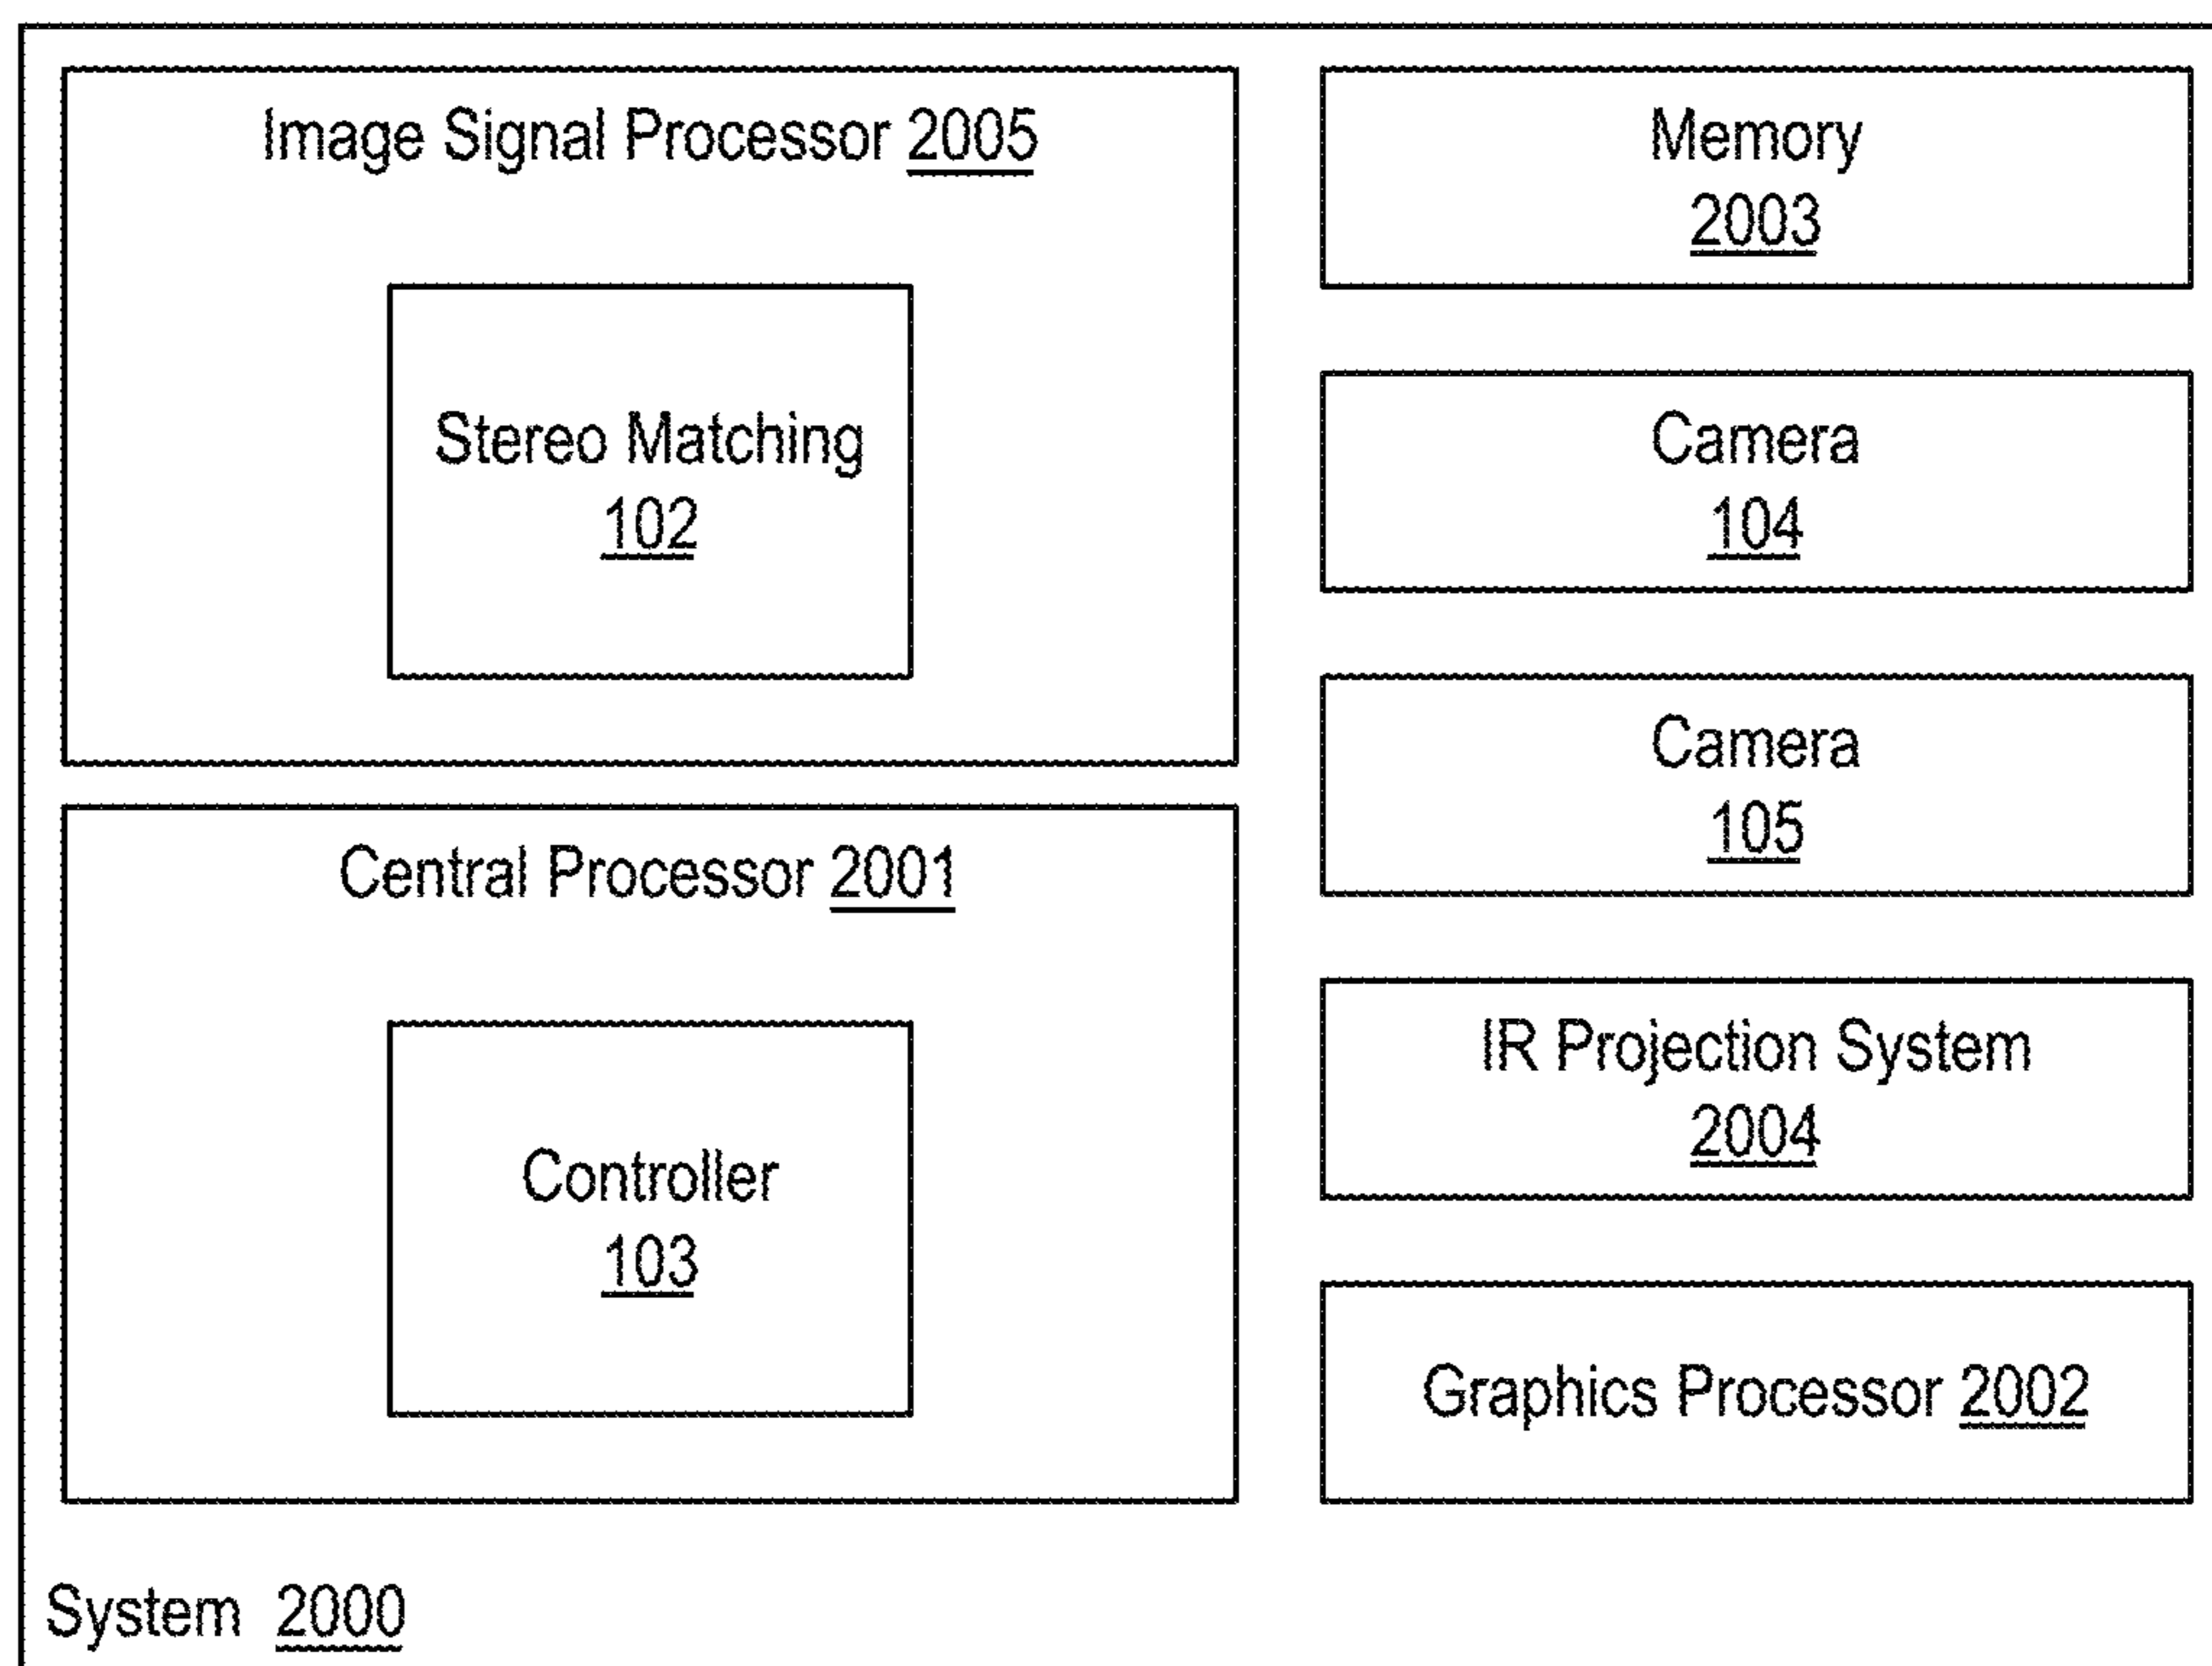 Image Signal Processor 2005
Stereo Matching
102
Central Processor 2001
Controller
103
Memory
2003
Camera
104
Camera
105
IR Projection System
2004
Graphics Processor 2002
System 2000